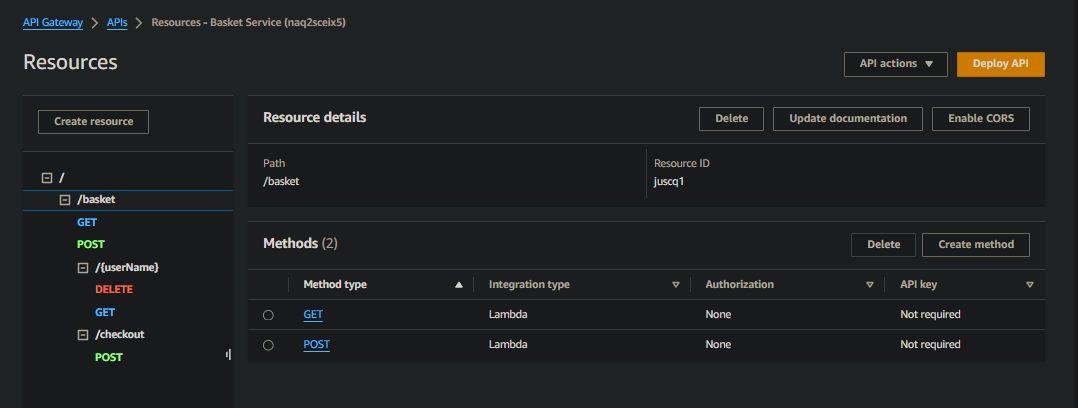 API Gateway > APIs > Resources - Basket Service (naq2sceix5)
Resources
API actions ▼
Deploy API
Create resource
/
/basket
GET
POST
/{userName}
DELETE
GET
/checkout
POST
Resource details
Delete
Update documentation
Enable CORS
Path
/basket
Resource ID
juscq1
Methods (2)
Delete
Create method
Method type Integration type Authorization API key
GET Lambda None Not required
POST Lambda None Not required